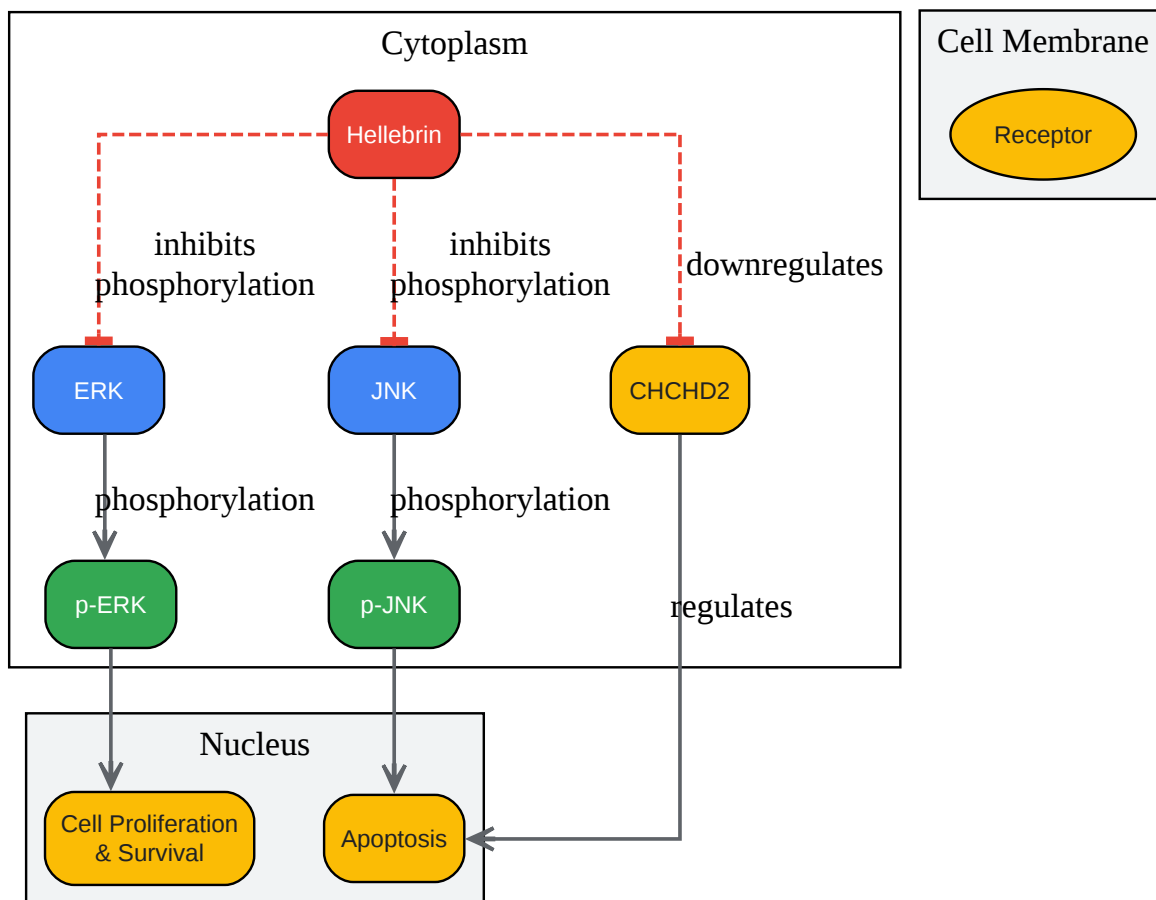 Cytoplasm
Cell Membrane
Hellebrin
Receptor
inhibits
phosphorylation
inhibits
phosphorylation
downregulates
ERK
JNK
CHCHD2
phosphorylation
phosphorylation
p-ERK
p-JNK
regulates
Nucleus
Cell Proliferation
& Survival
Apoptosis